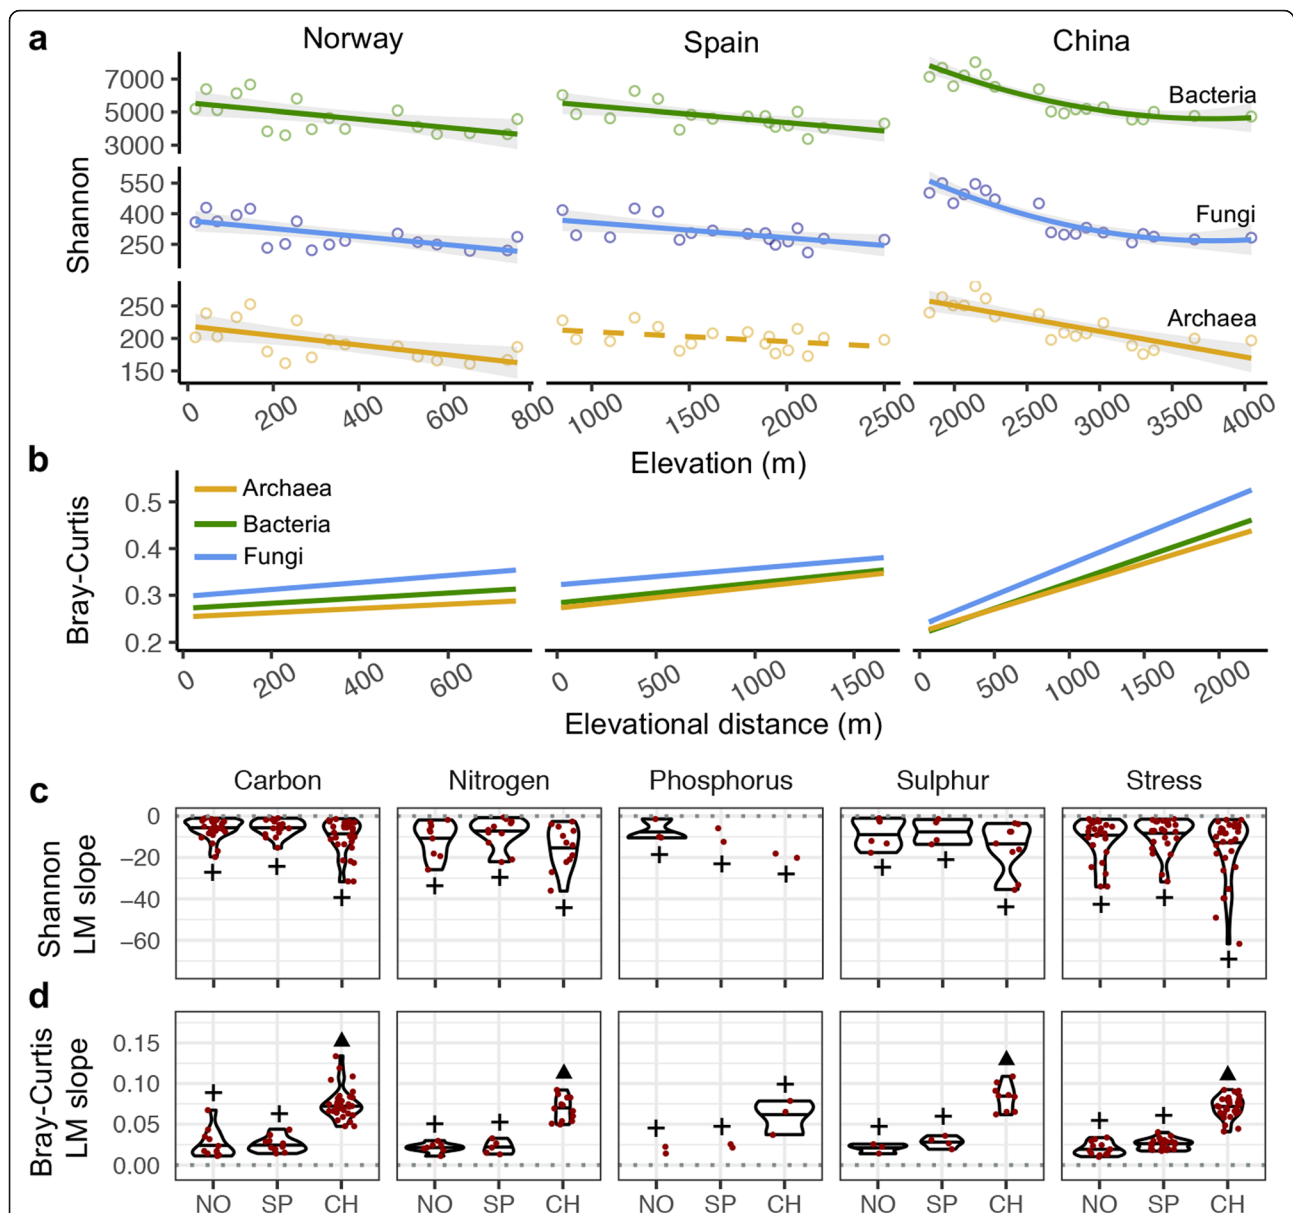 a
Norway Spain China
7000
5000
3000
Bacteria
Shannon
550
400
250
Fungi
250
200
150
Archaea
0 200 400 600 800 1000 1500 2000 2500 2000 2500 3000 3500 4000
Elevation (m)
b
Archaea
Bacteria
Fungi
Bray-Curtis
0.5
0.4
0.3
0.2
0 200 400 600 0 500 1000 1500 0 500 1000 1500 2000
Elevational distance (m)
c
Carbon Nitrogen Phosphorus Sulphur Stress
Shannon
LM slope
0
−20
−40
−60
d
Bray-Curtis
LM slope
0.15
0.10
0.05
0.00
NO SP CH NO SP CH NO SP CH NO SP CH NO SP CH